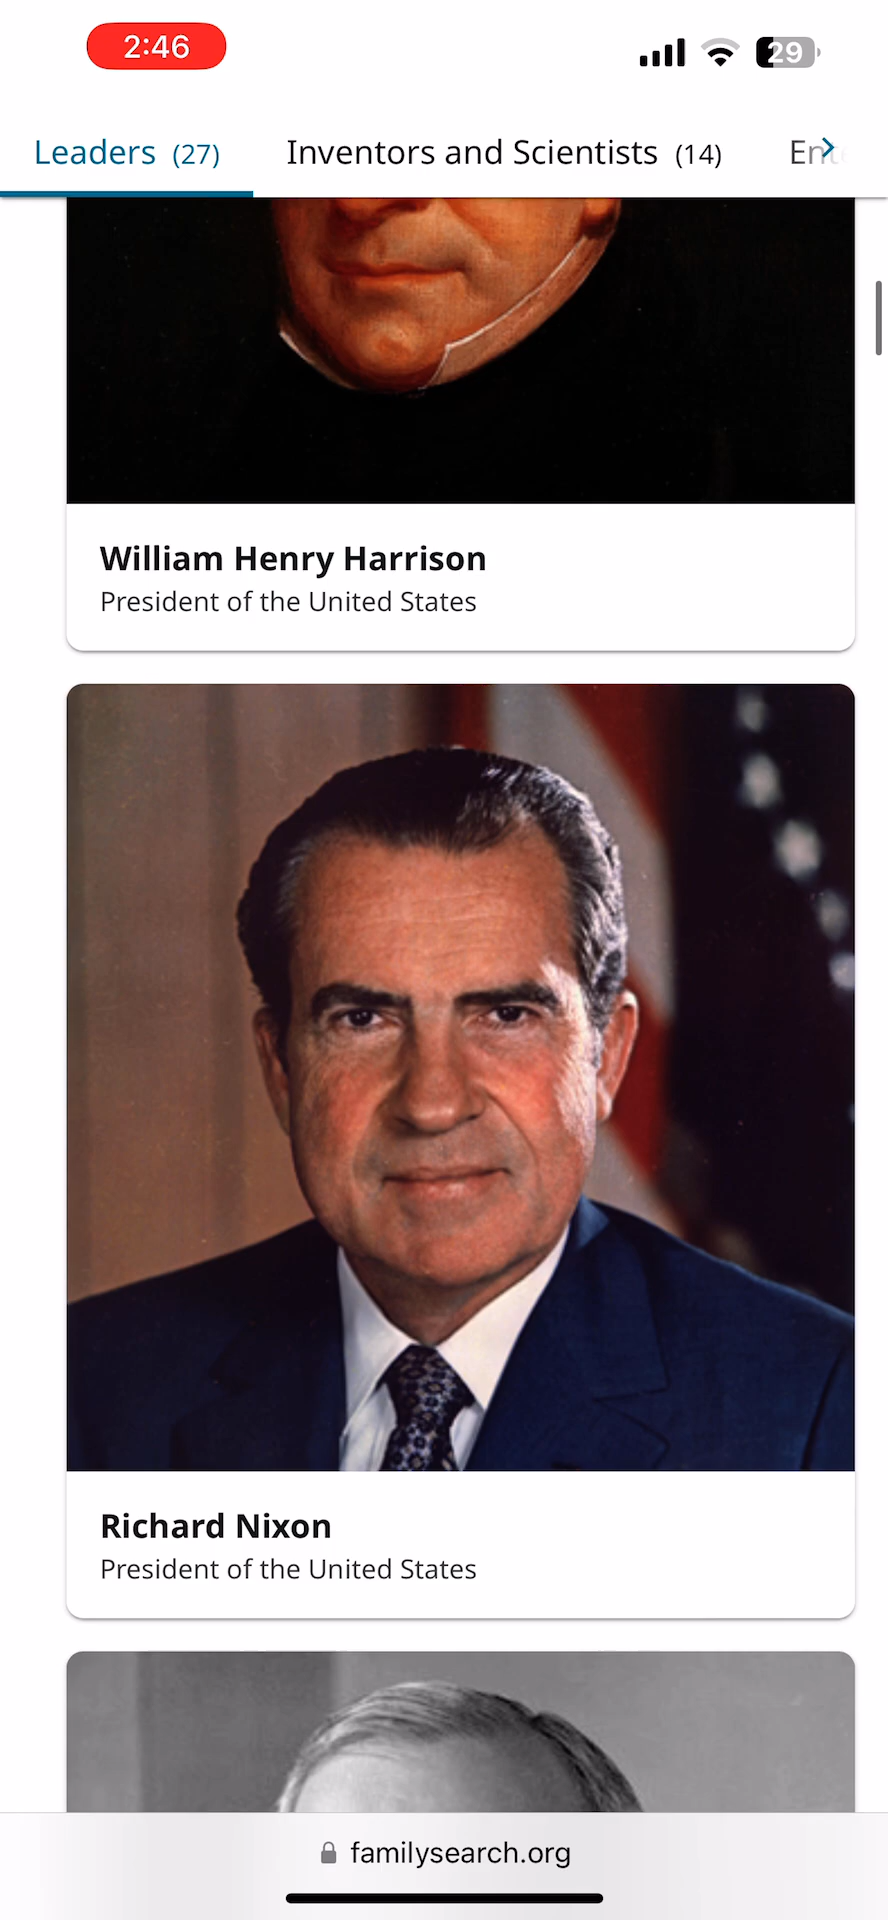 2:46
29
Leaders (27) Inventors and Scientists (14)
William Henry Harrison
President of the United States
Richard Nixon
President of the United States
familysearch.org